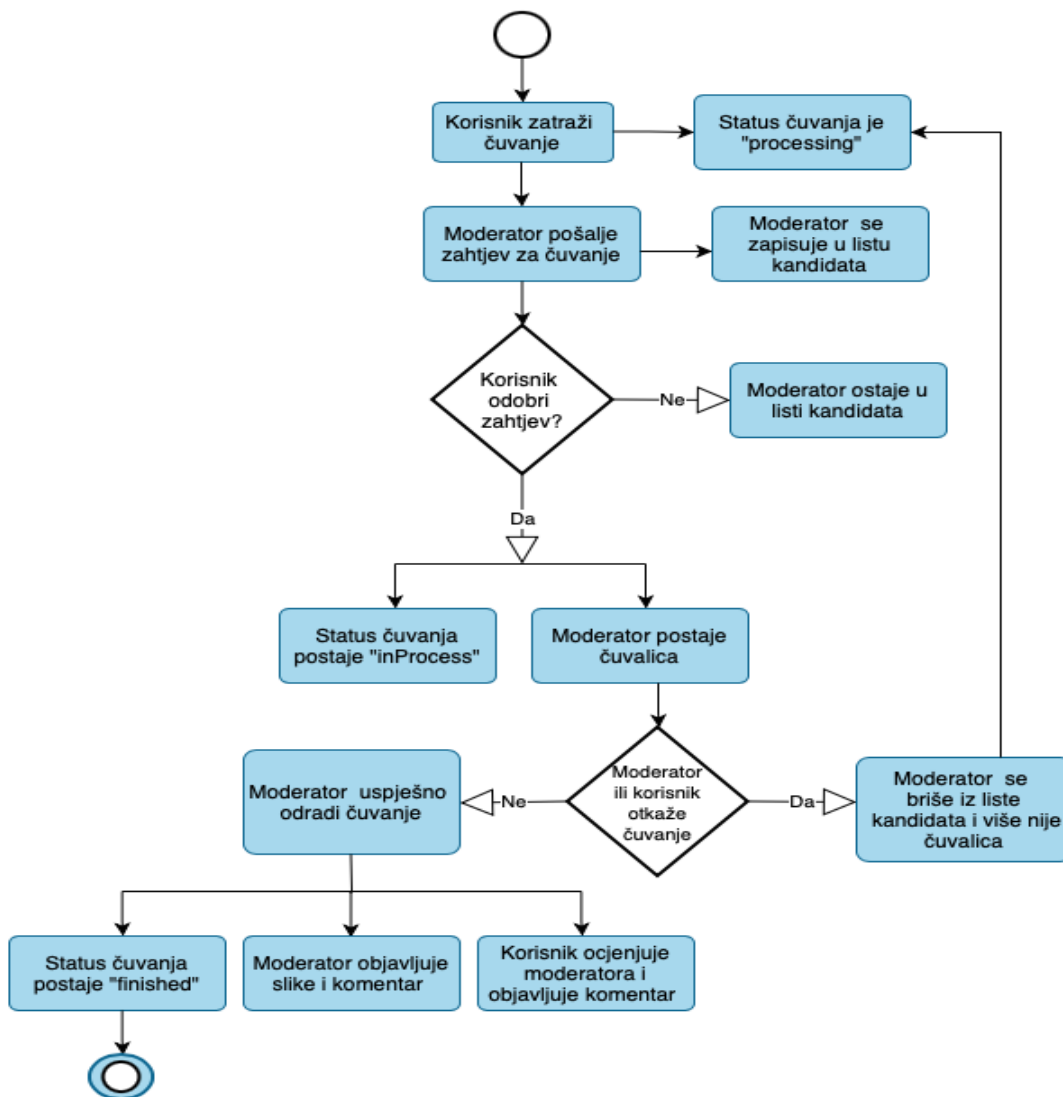 Korisnik zatraži
čuvanje
Status čuvanja je
"processing"
Moderator pošalje
zahtjev za čuvanje
Moderator se
zapisuje u listu
kandidata
Korisnik
odobri
zahtjev?
Ne
Moderator ostaje u
listi kandidata
Da
Status čuvanja
postaje "inProcess"
Moderator postaje
čuvalica
Moderator uspješno
odradi čuvanje
Ne
Moderator
ili korisnik
otkaže
čuvanje
Da
Moderator se
briše iz liste
kandidata i više nije
čuvalica
Status čuvanja
postaje "finished"
Moderator objavljuje
slike i komentar
Korisnik ocjenjuje
moderatora i
objavljuje komentar